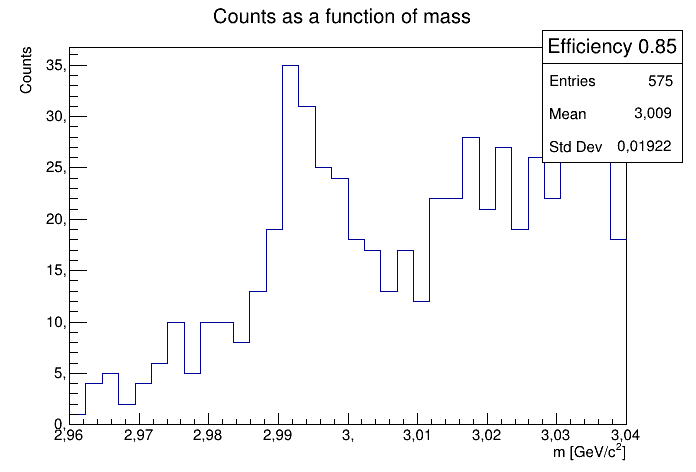 Counts as a function of mass
Efficiency 0.85
Entries 575
Mean 3,009
Std Dev 0,01922
Counts
35,
30,
25,
20,
15,
10,
5,
0,
2,96 2,97 2,98 2,99 3, 3,01 3,02 3,03 3,04
m [GeV/c²]